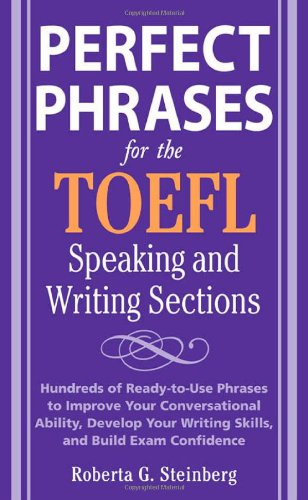 PERFECT
PHRASES
for the
TOEFL
Speaking and
Writing Sections
Hundreds of Ready-to-Use Phrases
to Improve Your Conversational
Ability, Develop Your Writing Skills,
and Build Exam Confidence
Roberta G. Steinberg